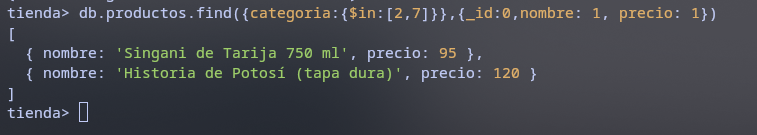 tienda> db.productos.find({categoria:{$in:[2,7]}},{_id:0,nombre: 1, precio: 1})
[
  { nombre: 'Singani de Tarija 750 ml', precio: 95 },
  { nombre: 'Historia de Potosí (tapa dura)', precio: 120 }
]
tienda>